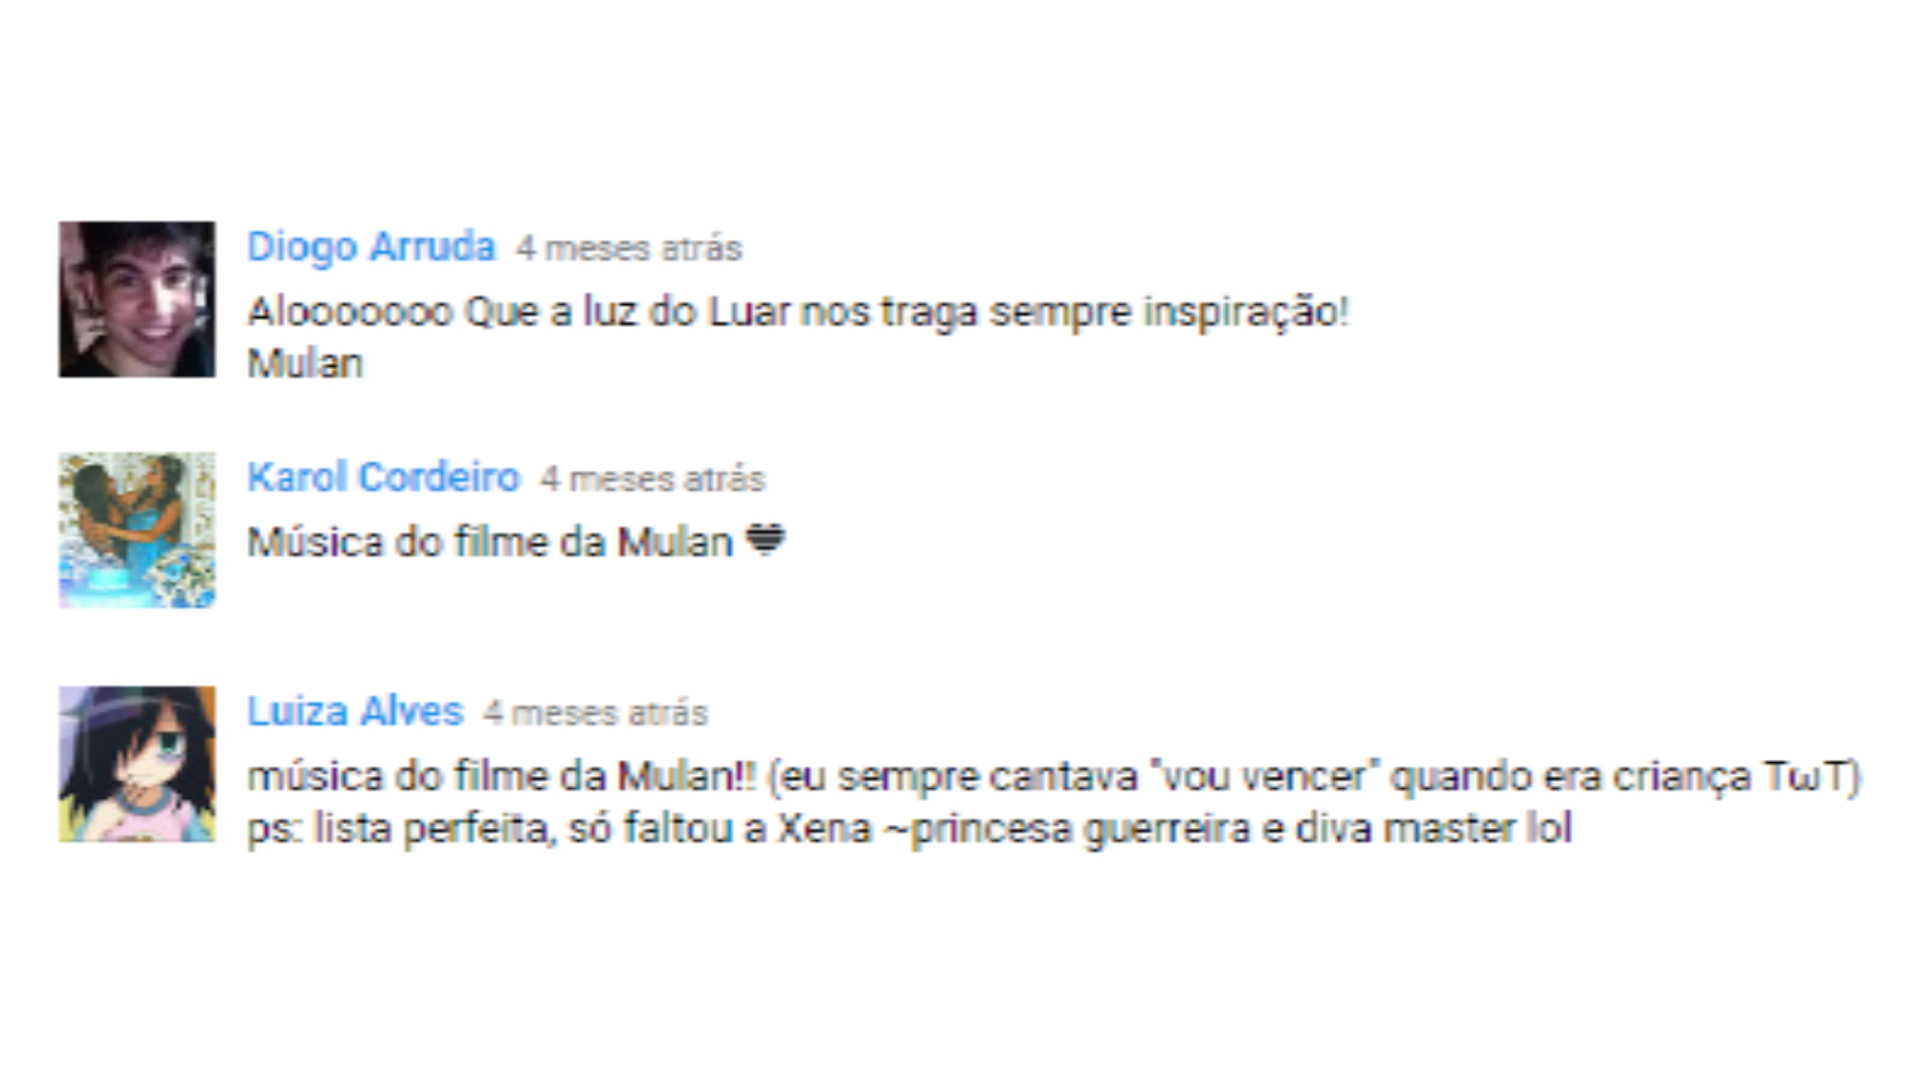 Diogo Arruda 4 meses atrás
Alooooooo Que a luz do Luar nos traga sempre inspiração!
Mulan
Karol Cordeiro 4 meses atrás
Música do filme da Mulan ♥
Luiza Alves 4 meses atrás
música do filme da Mulan!! (eu sempre cantava "vou vencer" quando era criança TωT)
ps: lista perfeita, só faltou a Xena ~princesa guerreira e diva master lol